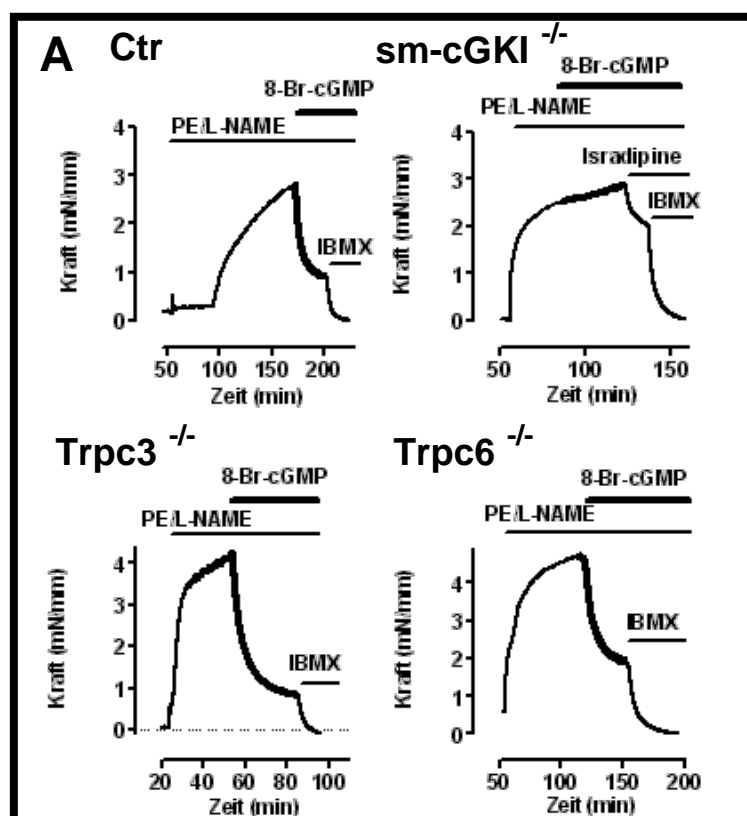 A Ctr
8-Br-cGMP
PE/L-NAME
IBMX
Kraft (mN/mm)
4
3
2
1
0
50 100 150 200
Zeit (min)
sm-cGKI -/-
8-Br-cGMP
PE/L-NAME
Isradipine
IBMX
Kraft (mN/mm)
4
3
2
1
0
50 100 150
Zeit (min)
Trpc3 -/-
8-Br-cGMP
PE/L-NAME
IBMX
Kraft (mN/mm)
4
3
2
1
0
20 40 60 80 100
Zeit (min)
Trpc6 -/-
8-Br-cGMP
PE/L-NAME
IBMX
Kraft (mN/mm)
4
3
2
1
0
50 100 150 200
Zeit (min)